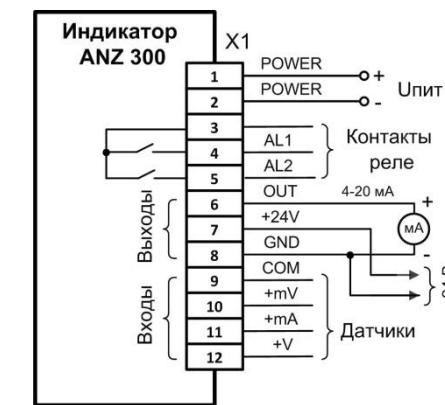 Индикатор
ANZ 300
X1
1 POWER +
2 POWER -
Uпит
3
4 AL1
5 AL2
Контакты
реле
6 OUT 4-20 мА +
7 +24V
8 GND -
мА
Выходы
9 COM
10 +mV
11 +mA
12 +V
Входы
Датчики